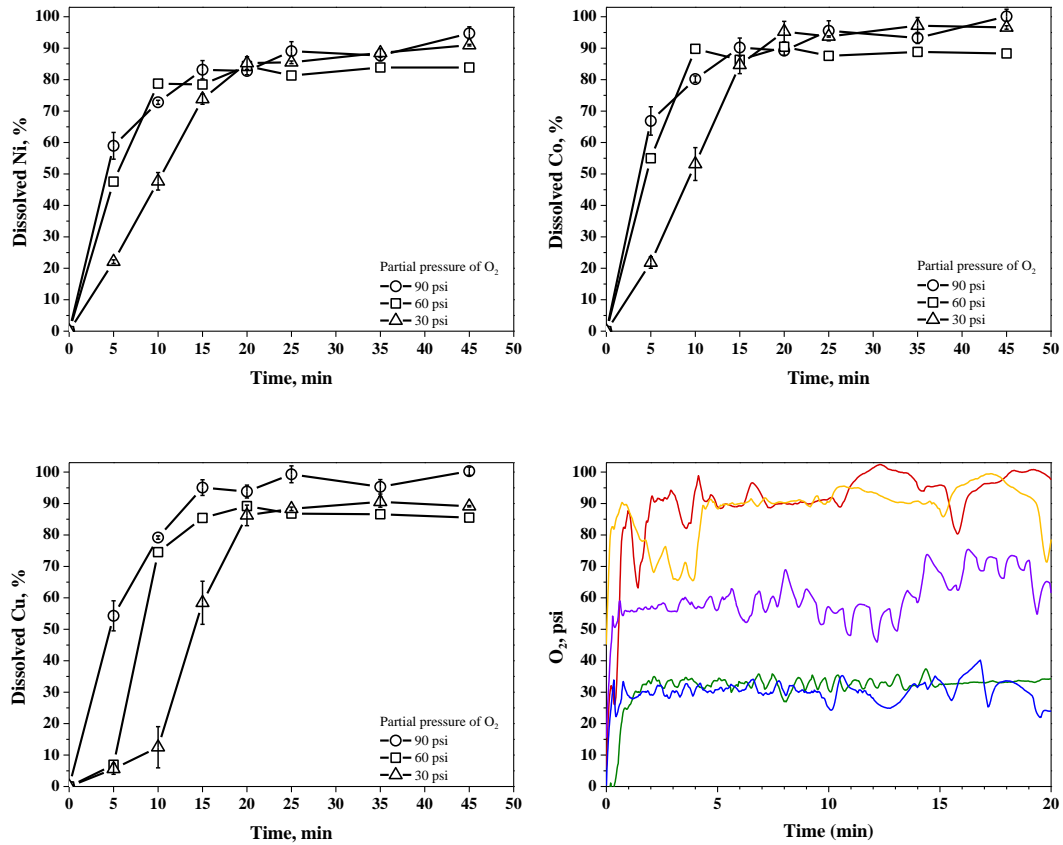 100
90
80
70
60
50
40
30
20
10
0
Dissolved Ni, %
Partial pressure of O₂
90 psi
60 psi
30 psi
0 5 10 15 20 25 30 35 40 45 50
Time, min
100
90
80
70
60
50
40
30
20
10
0
Dissolved Co, %
Partial pressure of O₂
90 psi
60 psi
30 psi
0 5 10 15 20 25 30 35 40 45 50
Time, min
100
90
80
70
60
50
40
30
20
10
0
Dissolved Cu, %
Partial pressure of O₂
90 psi
60 psi
30 psi
0 5 10 15 20 25 30 35 40 45 50
Time, min
100
90
80
70
60
50
40
30
20
10
0
O₂, psi
0 5 10 15 20
Time (min)